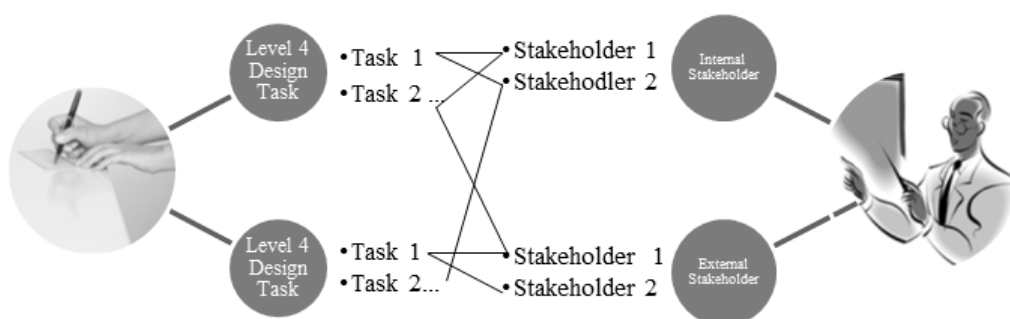 Level 4
Design
Task
•Task 1
•Task 2 ...
•Stakeholder 1
•Stakehodler 2
Internal
Stakeholder
Level 4
Design
Task
•Task 1
•Task 2...
•Stakeholder 1
•Stakeholder 2
External
Stakeholder